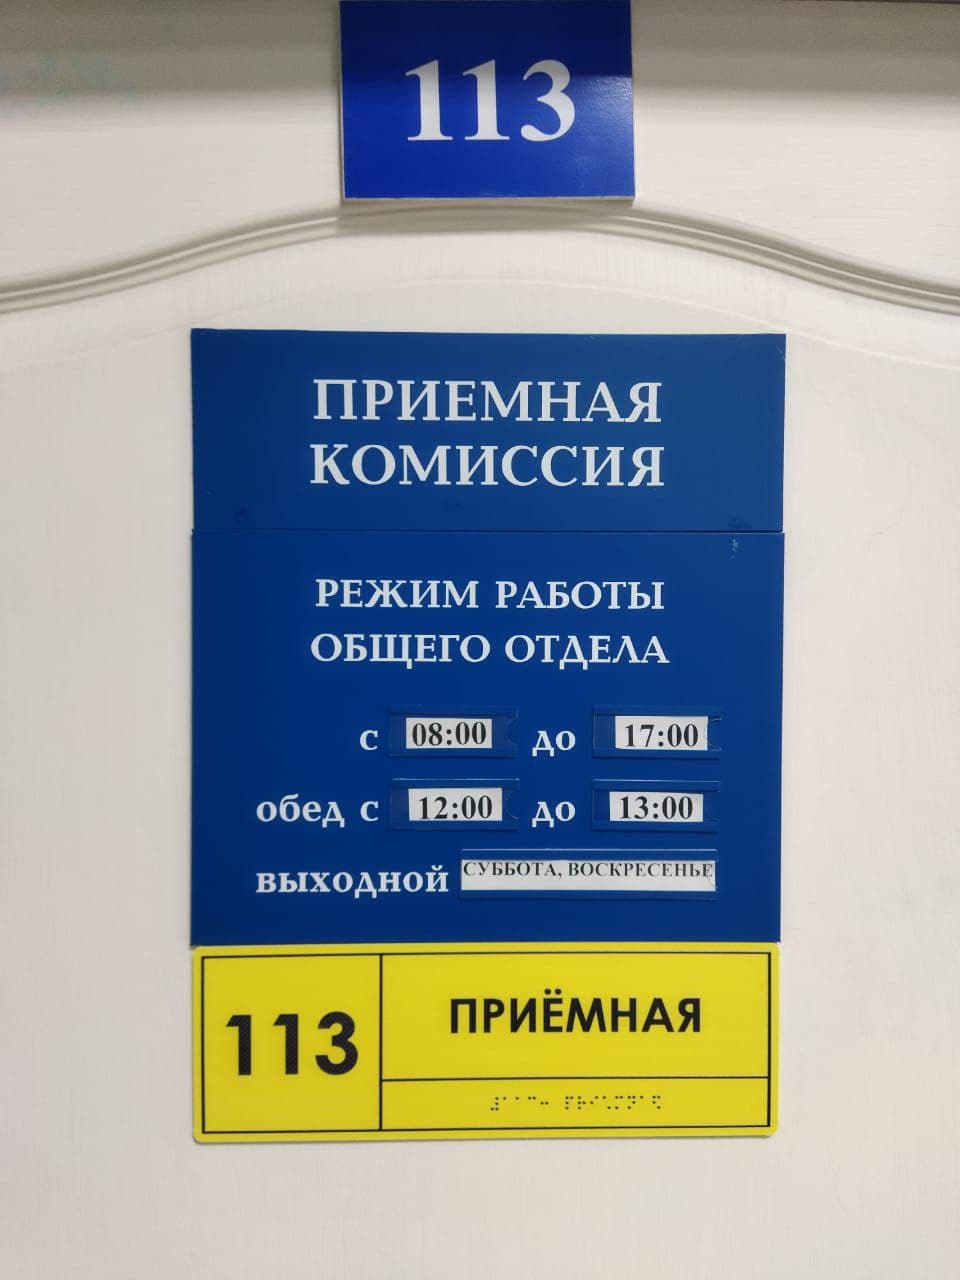 113
ПРИЕМНАЯ
КОМИССИЯ
РЕЖИМ РАБОТЫ
ОБЩЕГО ОТДЕЛА
с 08:00 до 17:00
обед с 12:00 до 13:00
выходной СУББОТА, ВОСКРЕСЕНЬЕ
113 ПРИЁМНАЯ